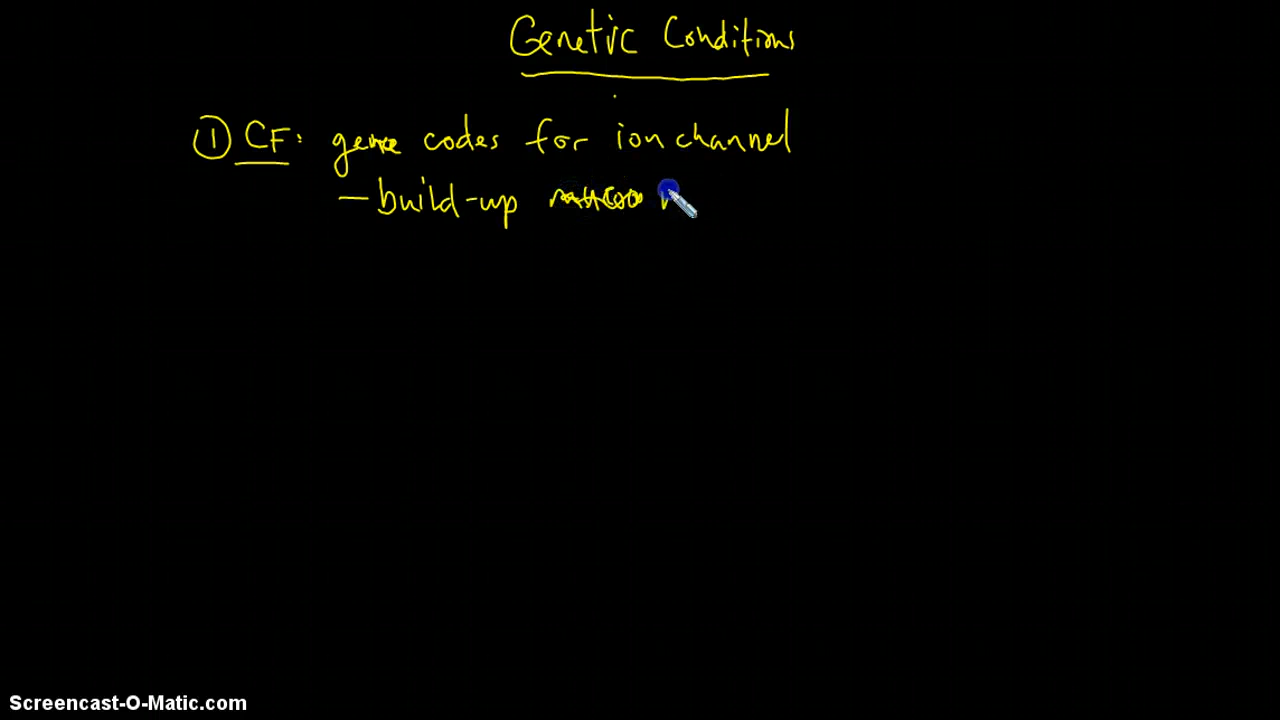 Genetic Conditions
① CF: gene codes for ion channel
— build-up
Screencast-O-Matic.com